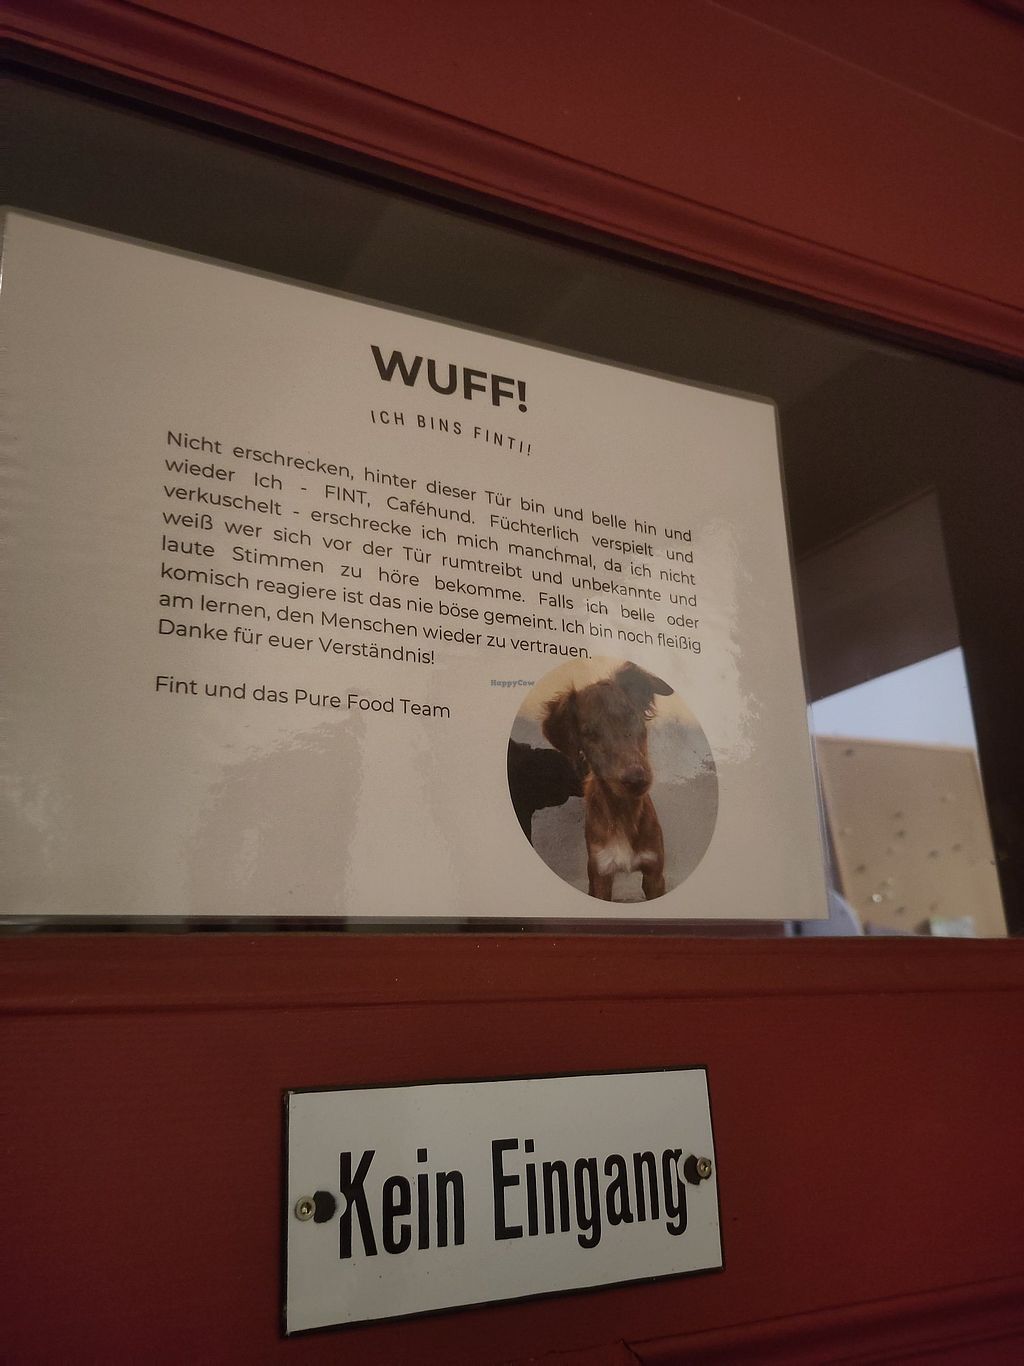 WUFF!
ICH BINS FINTI!
Nicht erschrecken, hinter dieser Tür bin und belle hin und
wieder Ich - FINT, Caféhund. Füchterlich verspielt und
verkuschelt - erschrecke ich mich manchmal, da ich nicht
weiß wer sich vor der Tür rumtreibt und unbekannte und
laute Stimmen zu höre bekomme. Falls ich belle oder
komisch reagiere ist das nie böse gemeint. Ich bin noch fleißig
am lernen, den Menschen wieder zu vertrauen.
Danke für euer Verständnis!
Fint und das Pure Food Team
HappyCow
Kein Eingang